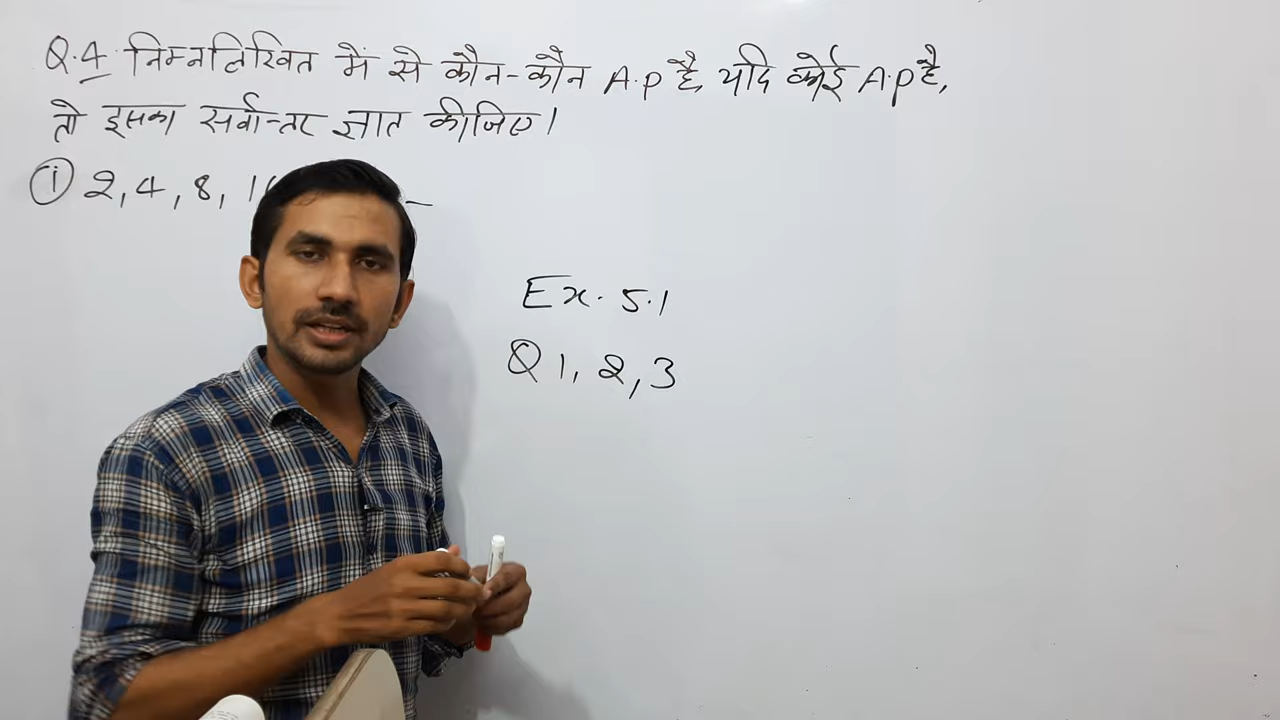 Q.4. निम्नलिखित में से कौन-कौन A.P है, यदि कोई A.P है,
तो इसका सर्वान्तर ज्ञात कीजिए।
(i) 2, 4, 8,
Ex. 5.1
Q 1, 2, 3